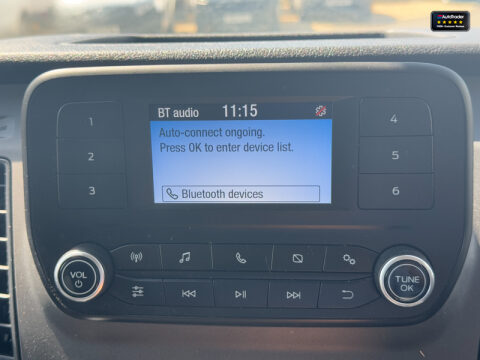 AutoTrader
BT audio 11:15
Auto-connect ongoing.
Press OK to enter device list.
Bluetooth devices
1
2
3
4
5
6
VOL
TUNE
OK